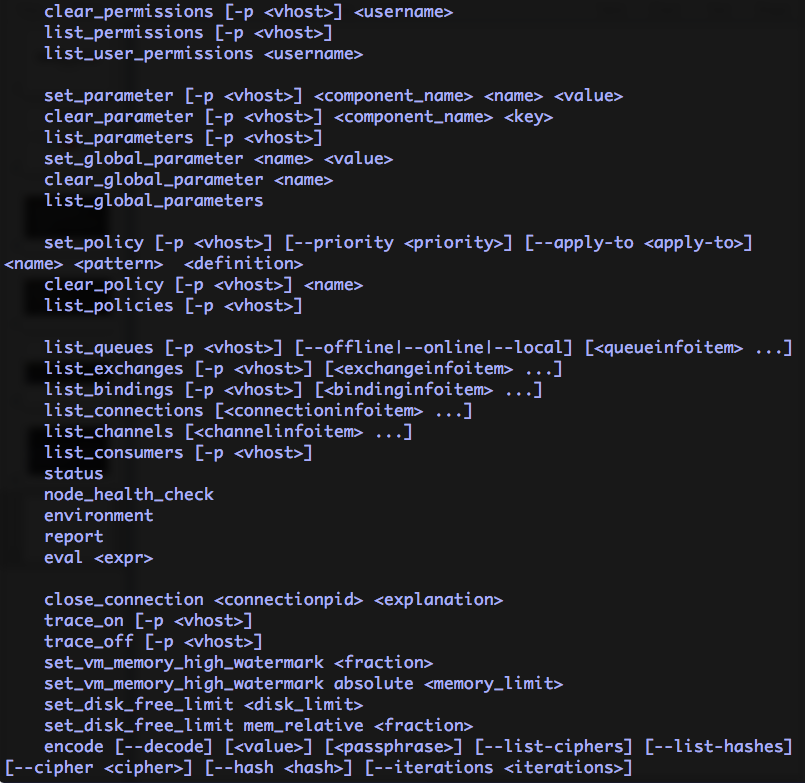 clear_permissions [-p <vhost>] <username>
list_permissions [-p <vhost>]
list_user_permissions <username>
set_parameter [-p <vhost>] <component_name> <name> <value>
clear_parameter [-p <vhost>] <component_name> <key>
list_parameters [-p <vhost>]
set_global_parameter <name> <value>
clear_global_parameter <name>
list_global_parameters
set_policy [-p <vhost>] [--priority <priority>] [--apply-to <apply-to>]
<name> <pattern>  <definition>
clear_policy [-p <vhost>] <name>
list_policies [-p <vhost>]
list_queues [-p <vhost>] [--offline|--online|--local] [<queueinfoitem> ...]
list_exchanges [-p <vhost>] [<exchangeinfoitem> ...]
list_bindings [-p <vhost>] [<bindinginfoitem> ...]
list_connections [<connectioninfoitem> ...]
list_channels [<channelinfoitem> ...]
list_consumers [-p <vhost>]
status
node_health_check
environment
report
eval <expr>
close_connection <connectionpid> <explanation>
trace_on [-p <vhost>]
trace_off [-p <vhost>]
set_vm_memory_high_watermark <fraction>
set_vm_memory_high_watermark absolute <memory_limit>
set_disk_free_limit <disk_limit>
set_disk_free_limit mem_relative <fraction>
encode [--decode] [<value>] [<passphrase>] [--list-ciphers] [--list-hashes]
[--cipher <cipher>] [--hash <hash>] [--iterations <iterations>]